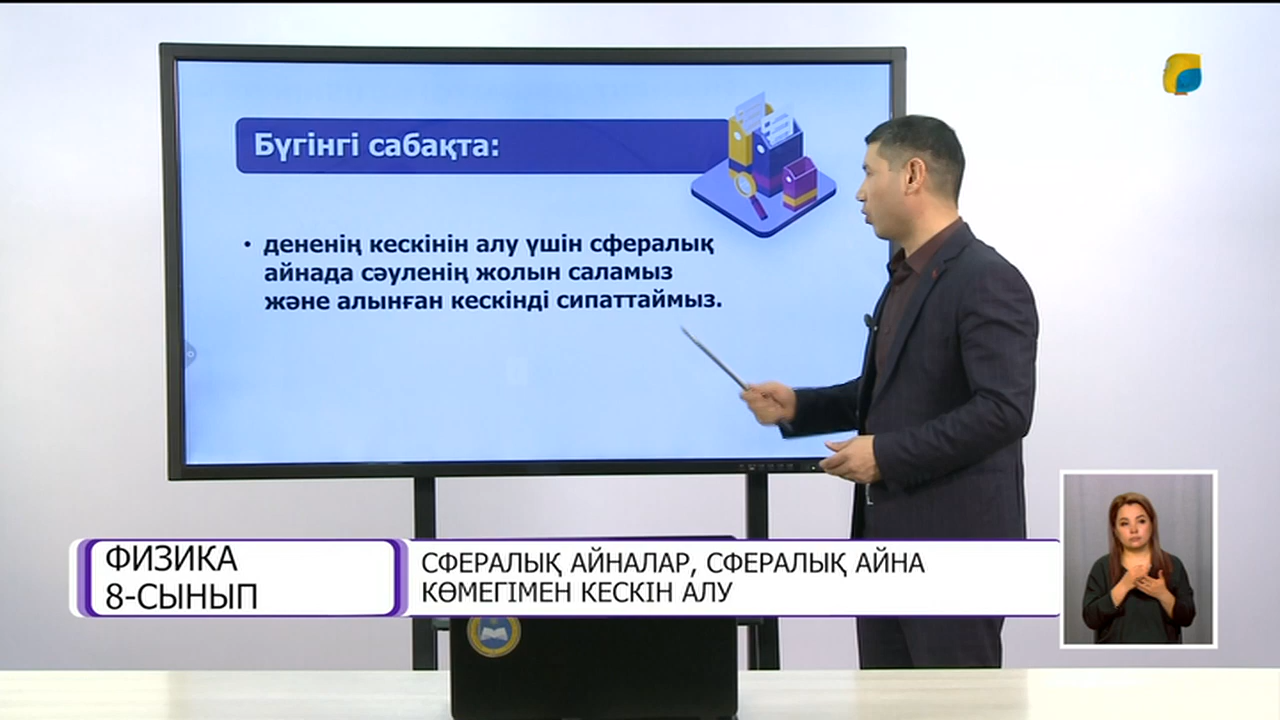 Бүгінгі сабақта:
• дененің кескінін алу үшін сфералық
айнада сәуленің жолын саламыз
және алынған кескінді сипаттаймыз.
ФИЗИКА
8-СЫНЫП
СФЕРАЛЫҚ АЙНАЛАР, СФЕРАЛЫҚ АЙНА
КӨМЕГІМЕН КЕСКІН АЛУ